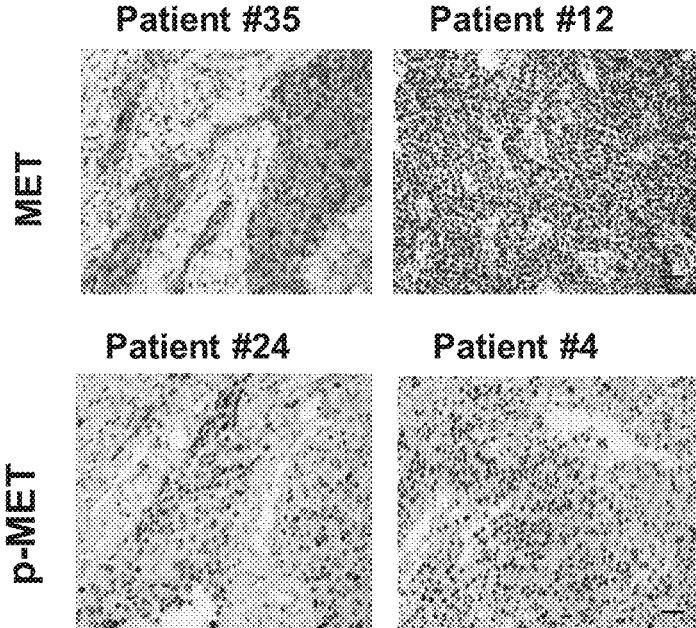 Patient #35 Patient #12
MET
Patient #24 Patient #4
p-MET